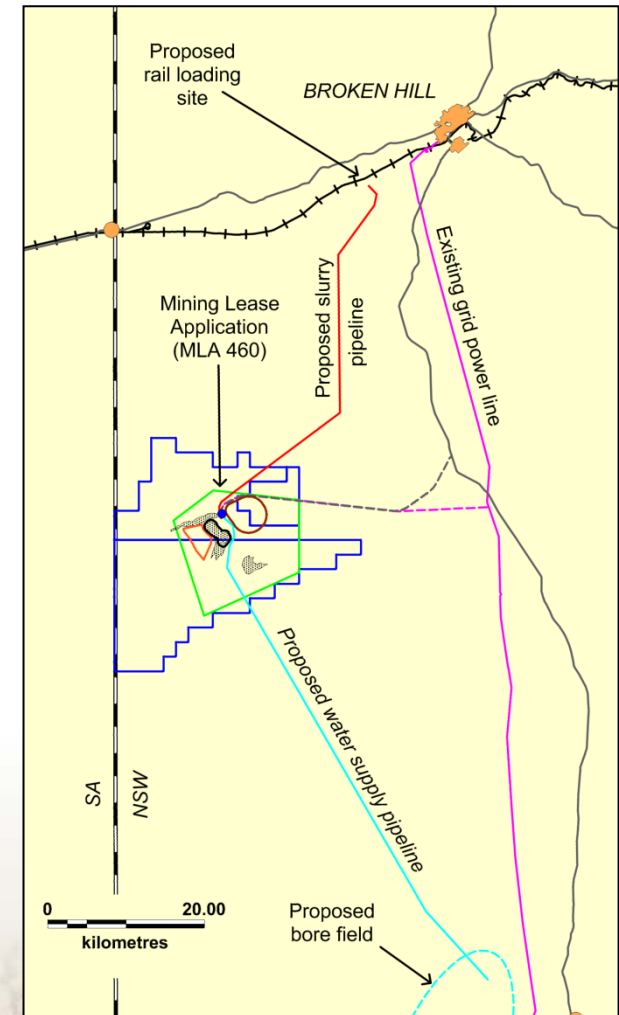 Proposed
rail loading
site
BROKEN HILL
Mining Lease
Application
(MLA 460)
Proposed slurry
pipeline
Existing grid power line
Proposed water supply pipeline
SA
NSW
0 20.00
kilometres
Proposed
bore field